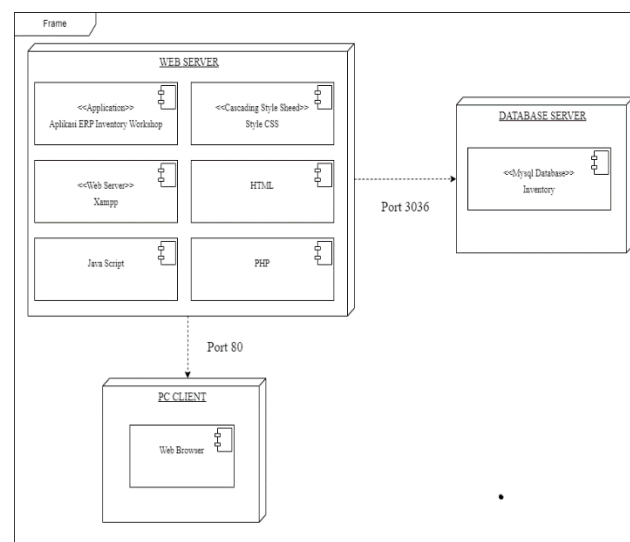 Frame
WEB SERVER
<<Application>>
Aplikasi ERP Inventory Workshop
<<Cascading Style Sheed>>
Style CSS
<<Web Server>>
Xampp
HTML
Java Script
PHP
Port 3036
DATABASE SERVER
<<Mysql Database>>
Inventory
Port 80
PC CLIENT
Web Browser